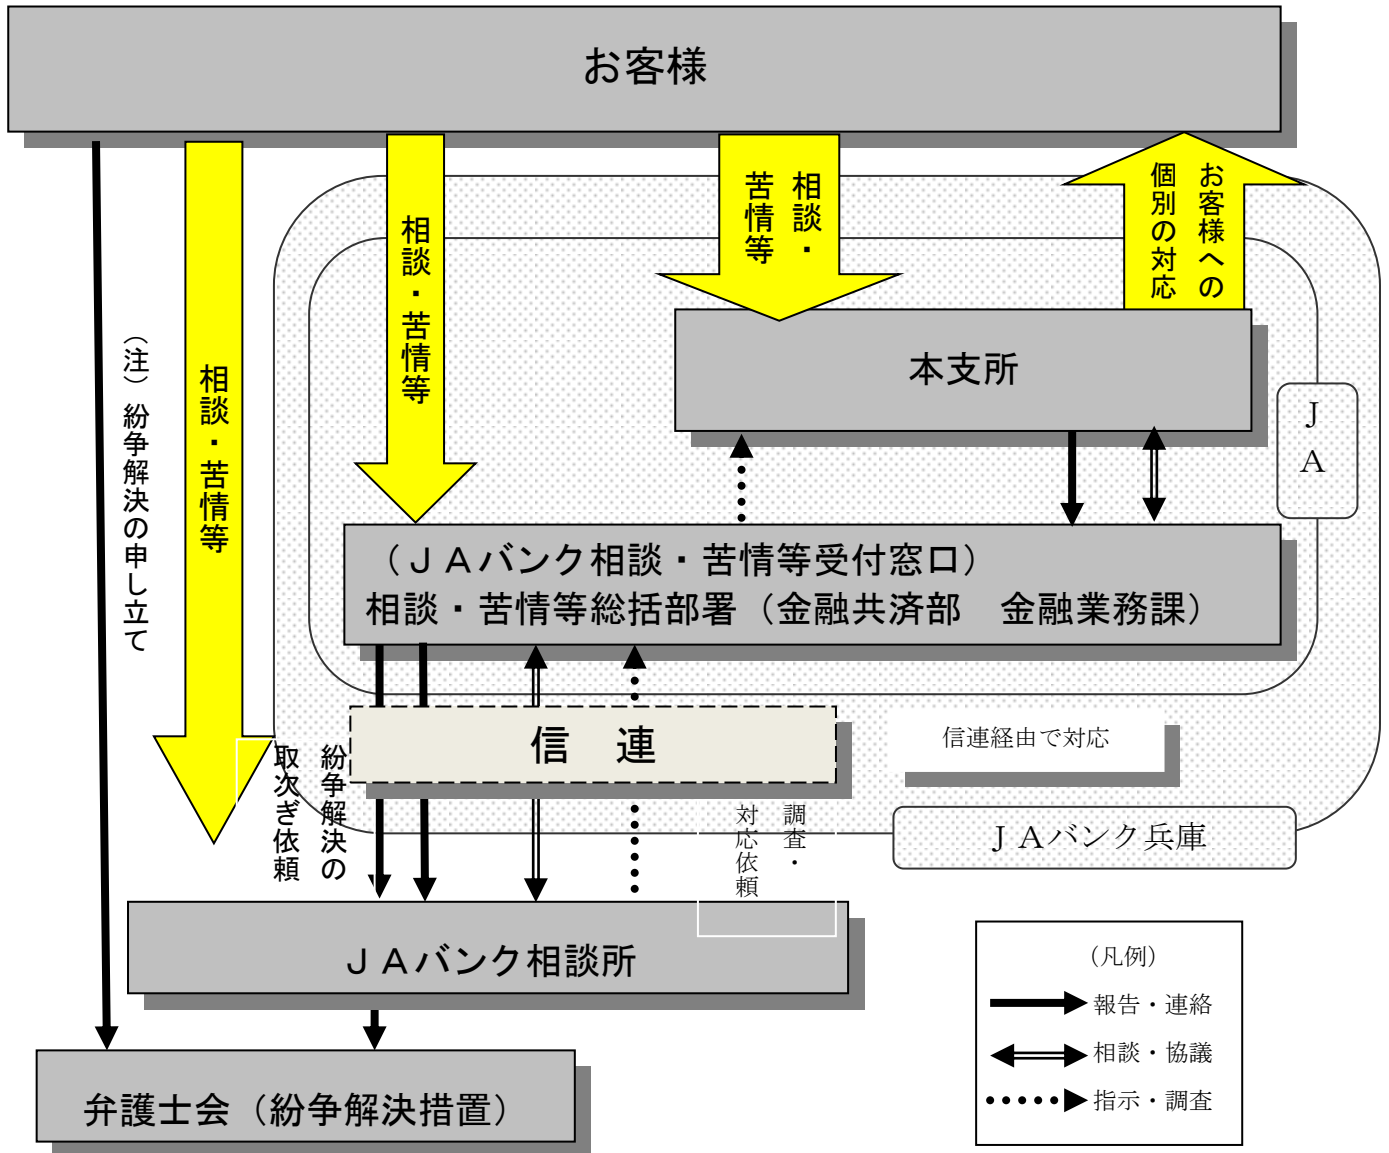 お客様
相談・
苦情等
お客様への
個別の対応
相談・苦情等
相談・苦情等
（注）紛争解決の申し立て
本支所
ＪＡ
（ＪＡバンク相談・苦情等受付窓口）
相談・苦情等総括部署（金融共済部　金融業務課）
信　連
信連経由で対応
紛争解決の
取次ぎ依頼
調査・
対応依頼
ＪＡバンク兵庫
ＪＡバンク相談所
弁護士会（紛争解決措置）
（凡例）
報告・連絡
相談・協議
指示・調査